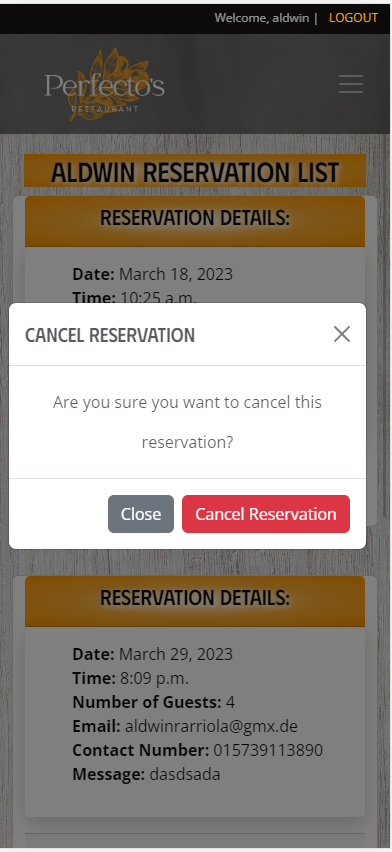 Welcome, aldwin | LOGOUT
Perfecto's
RESTAURANT
ALDWIN RESERVATION LIST
RESERVATION DETAILS:
Date: March 18, 2023
Time: 10:25 a.m.
CANCEL RESERVATION
Are you sure you want to cancel this
reservation?
Close Cancel Reservation
RESERVATION DETAILS:
Date: March 29, 2023
Time: 8:09 p.m.
Number of Guests: 4
Email: aldwinrarriola@gmx.de
Contact Number: 015739113890
Message: dasdsada